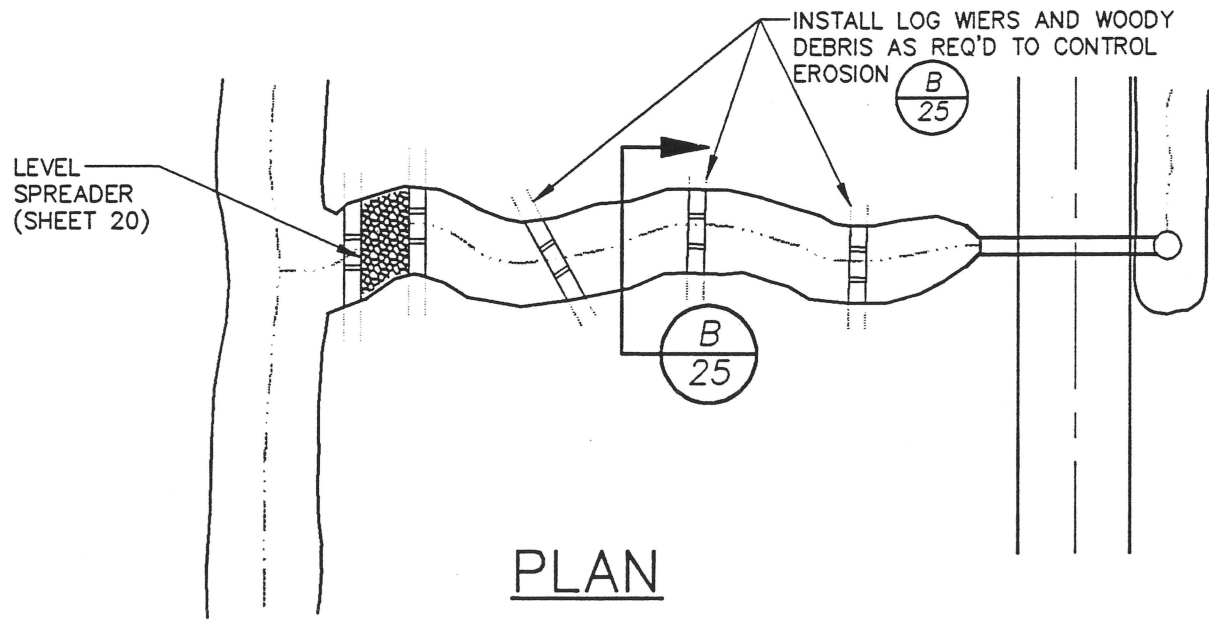 INSTALL LOG WIERS AND WOODY
DEBRIS AS REQ'D TO CONTROL
EROSION
B
25
LEVEL
SPREADER
(SHEET 20)
B
25
PLAN